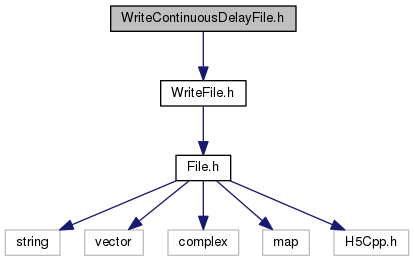 WriteContinuousDelayFile.h
WriteFile.h
File.h
string
vector
complex
map
H5Cpp.h